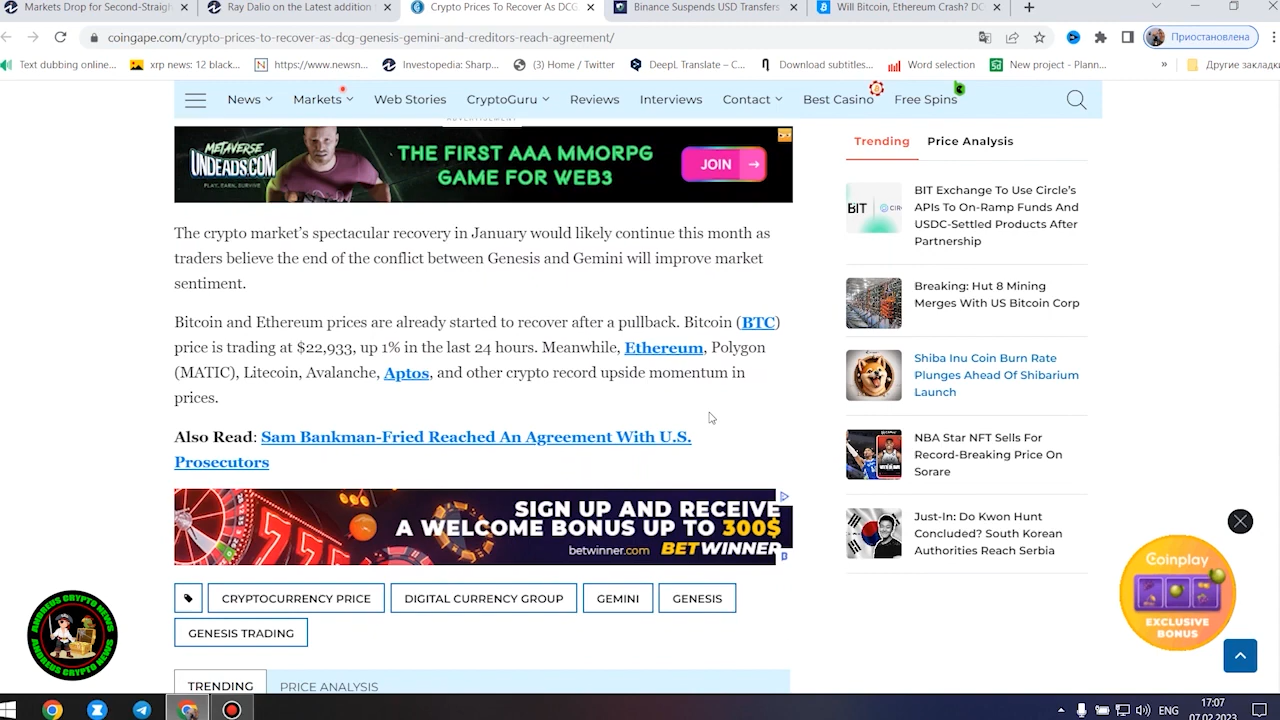 Markets Drop for Second-Straig
Ray Dalio on the Latest addition
Crypto Prices To Recover As DCG,
Binance Suspends USD Transfers
Will Bitcoin, Ethereum Crash? DC
coingape.com/crypto-prices-to-recover-as-dcg-genesis-gemini-and-creditors-reach-agreement/
Приостановлена
Text dubbing online...
xrp news: 12 black...
https://www.newsn...
Investopedia: Sharp...
(3) Home / Twitter
DeepL Translate – C...
Download subtitles...
Word selection
New project - Plann...
»
Другие закладки
News
Markets
Web Stories
CryptoGuru
Reviews
Interviews
Contact
Best Casino
Free Spins
ADVERTISEMENT
METAVERSE
UNDEADS.COM
PLAY. EARN. SURVIVE.
THE FIRST AAA MMORPG
GAME FOR WEB3
JOIN
The crypto market’s spectacular recovery in January would likely continue this month as
traders believe the end of the conflict between Genesis and Gemini will improve market
sentiment.
Bitcoin and Ethereum prices are already started to recover after a pullback. Bitcoin (BTC)
price is trading at $22,933, up 1% in the last 24 hours. Meanwhile, Ethereum, Polygon
(MATIC), Litecoin, Avalanche, Aptos, and other crypto record upside momentum in
prices.
Also Read: Sam Bankman-Fried Reached An Agreement With U.S.
Prosecutors
SIGN UP AND RECEIVE
A WELCOME BONUS UP TO 300$
betwinner.com BETWINNER
CRYPTOCURRENCY PRICE
DIGITAL CURRENCY GROUP
GEMINI
GENESIS
GENESIS TRADING
TRENDING
PRICE ANALYSIS
Trending
Price Analysis
BIT
CIR
BIT Exchange To Use Circle’s
APIs To On-Ramp Funds And
USDC-Settled Products After
Partnership
Breaking: Hut 8 Mining
Merges With US Bitcoin Corp
Shiba Inu Coin Burn Rate
Plunges Ahead Of Shibarium
Launch
NBA Star NFT Sells For
Record-Breaking Price On
Sorare
Just-In: Do Kwon Hunt
Concluded? South Korean
Authorities Reach Serbia
Coinplay
EXCLUSIVE
BONUS
ANDREUS CRYPTO NEWS
ANDREUS CRYPTO NEWS
ENG
17:07
07.02.2023